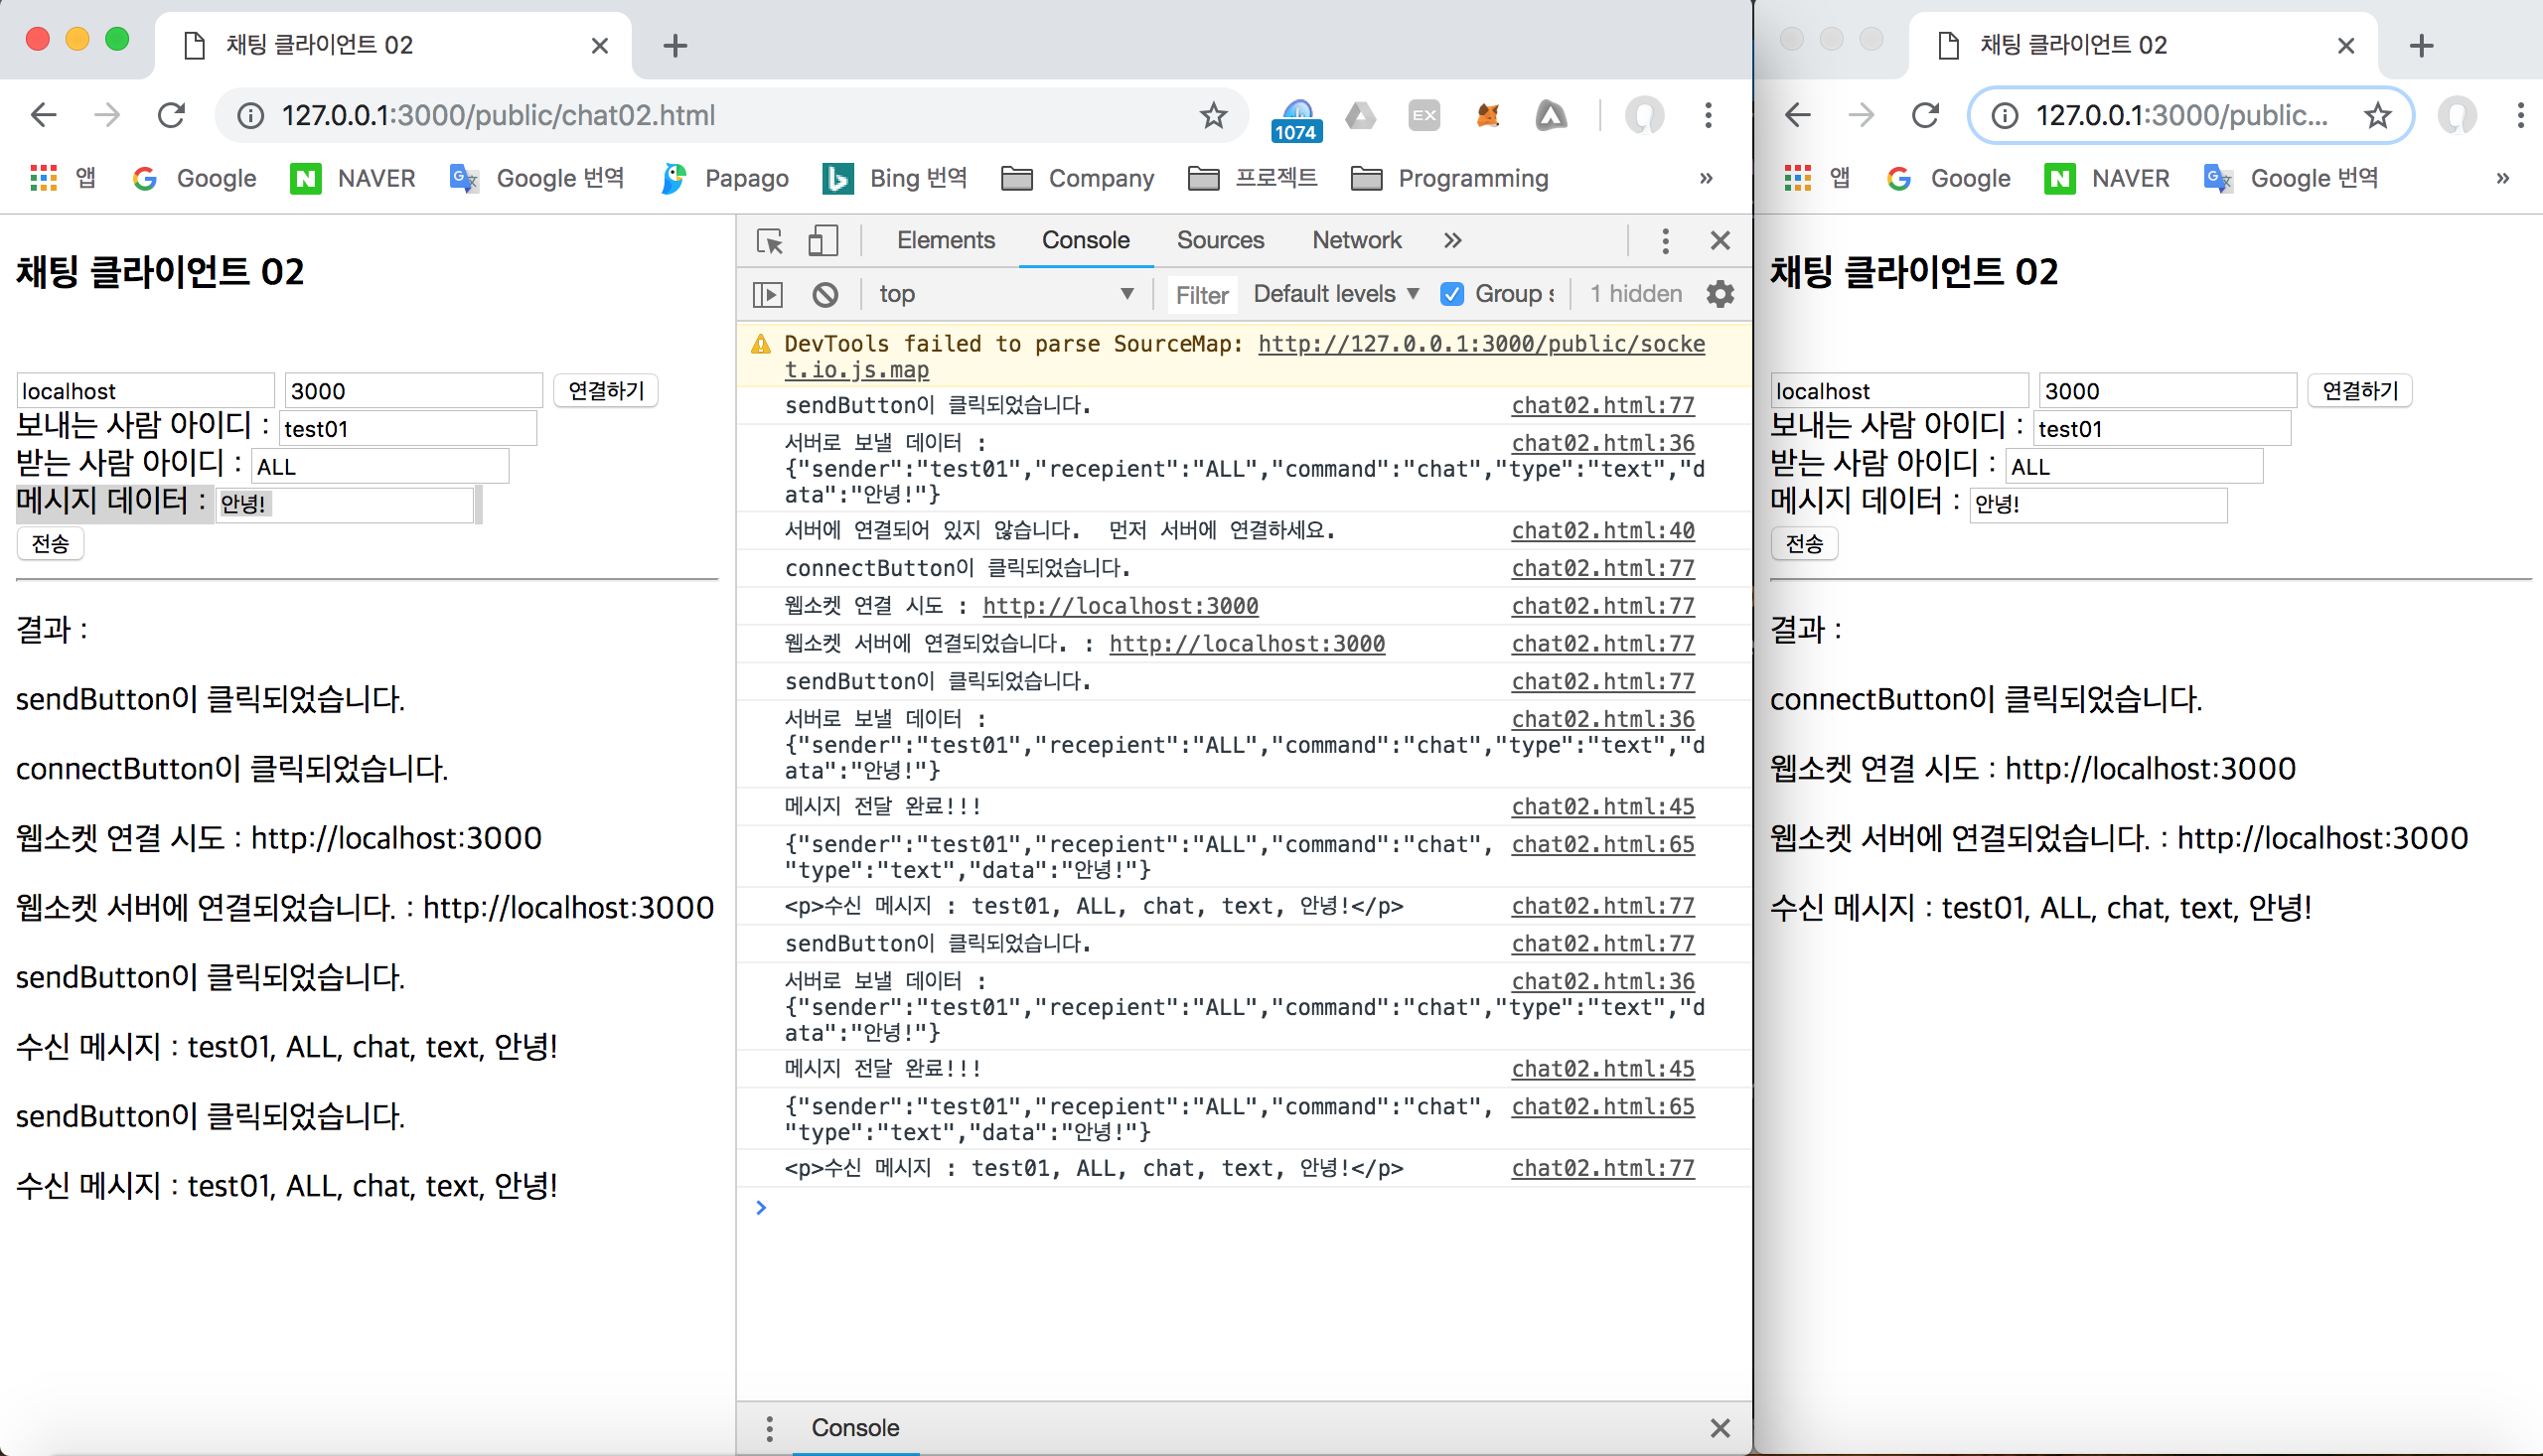 채팅 클라이언트 02
127.0.0.1:3000/public/chat02.html
1074
EX
앱 Google NAVER Google 번역 Papago Bing 번역 Company 프로젝트 Programming »
채팅 클라이언트 02
localhost 3000 연결하기
보내는 사람 아이디 : test01
받는 사람 아이디 : ALL
메시지 데이터 : 안녕!
전송
결과 :
sendButton이 클릭되었습니다.
connectButton이 클릭되었습니다.
웹소켓 연결 시도 : http://localhost:3000
웹소켓 서버에 연결되었습니다. : http://localhost:3000
sendButton이 클릭되었습니다.
수신 메시지 : test01, ALL, chat, text, 안녕!
sendButton이 클릭되었습니다.
수신 메시지 : test01, ALL, chat, text, 안녕!
Elements Console Sources Network »
top Filter Default levels Group s 1 hidden
DevTools failed to parse SourceMap: http://127.0.0.1:3000/public/socke
t.io.js.map
sendButton이 클릭되었습니다. chat02.html:77
서버로 보낼 데이터 : chat02.html:36
{"sender":"test01","recepient":"ALL","command":"chat","type":"text","d
ata":"안녕!"}
서버에 연결되어 있지 않습니다. 먼저 서버에 연결하세요. chat02.html:40
connectButton이 클릭되었습니다. chat02.html:77
웹소켓 연결 시도 : http://localhost:3000 chat02.html:77
웹소켓 서버에 연결되었습니다. : http://localhost:3000 chat02.html:77
sendButton이 클릭되었습니다. chat02.html:77
서버로 보낼 데이터 : chat02.html:36
{"sender":"test01","recepient":"ALL","command":"chat","type":"text","d
ata":"안녕!"}
메시지 전달 완료!!! chat02.html:45
{"sender":"test01","recepient":"ALL","command":"chat", chat02.html:65
"type":"text","data":"안녕!"}
<p>수신 메시지 : test01, ALL, chat, text, 안녕!</p> chat02.html:77
sendButton이 클릭되었습니다. chat02.html:77
서버로 보낼 데이터 : chat02.html:36
{"sender":"test01","recepient":"ALL","command":"chat","type":"text","d
ata":"안녕!"}
메시지 전달 완료!!! chat02.html:45
{"sender":"test01","recepient":"ALL","command":"chat", chat02.html:65
"type":"text","data":"안녕!"}
<p>수신 메시지 : test01, ALL, chat, text, 안녕!</p> chat02.html:77
Console
채팅 클라이언트 02
127.0.0.1:3000/public...
앱 Google NAVER Google 번역 »
채팅 클라이언트 02
localhost 3000 연결하기
보내는 사람 아이디 : test01
받는 사람 아이디 : ALL
메시지 데이터 : 안녕!
전송
결과 :
connectButton이 클릭되었습니다.
웹소켓 연결 시도 : http://localhost:3000
웹소켓 서버에 연결되었습니다. : http://localhost:3000
수신 메시지 : test01, ALL, chat, text, 안녕!